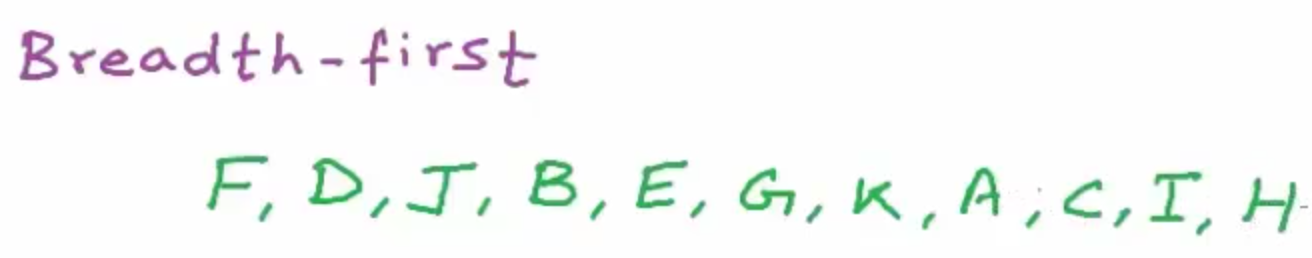 Breadth-first
F, D, J, B, E, G, K, A, C, I, H